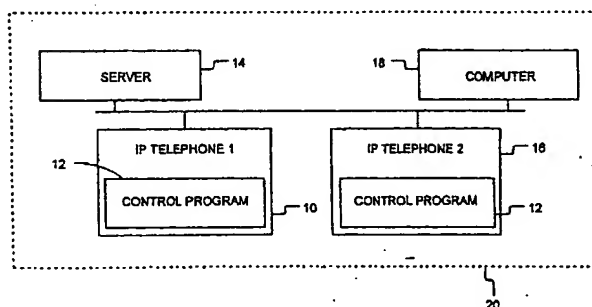 SERVER
14
18
COMPUTER
12
IP TELEPHONE 1
IP TELEPHONE 2
16
CONTROL PROGRAM
10
CONTROL PROGRAM
12
20